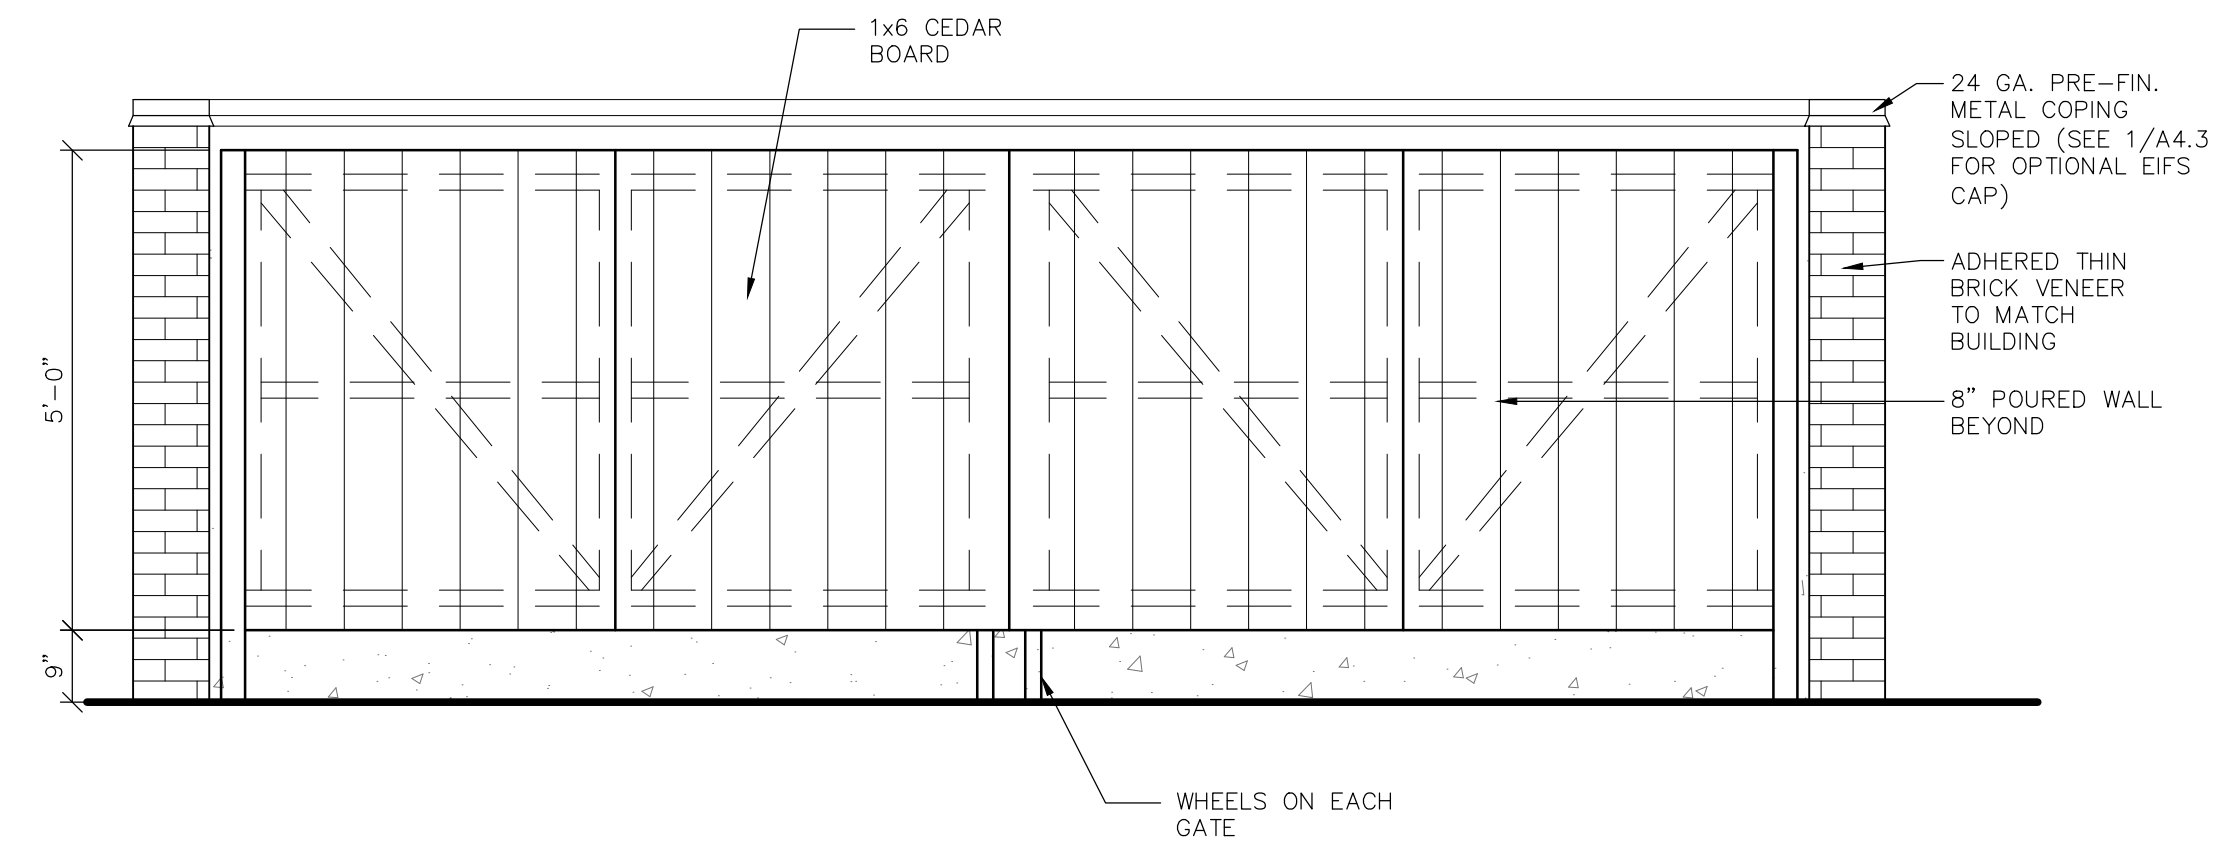 1x6 CEDAR
BOARD
24 GA. PRE-FIN.
METAL COPING
SLOPED (SEE 1/A4.3
FOR OPTIONAL EIFS
CAP)
ADHERED THIN
BRICK VENEER
TO MATCH
BUILDING
8" POURED WALL
BEYOND
5'-0"
9"
WHEELS ON EACH
GATE